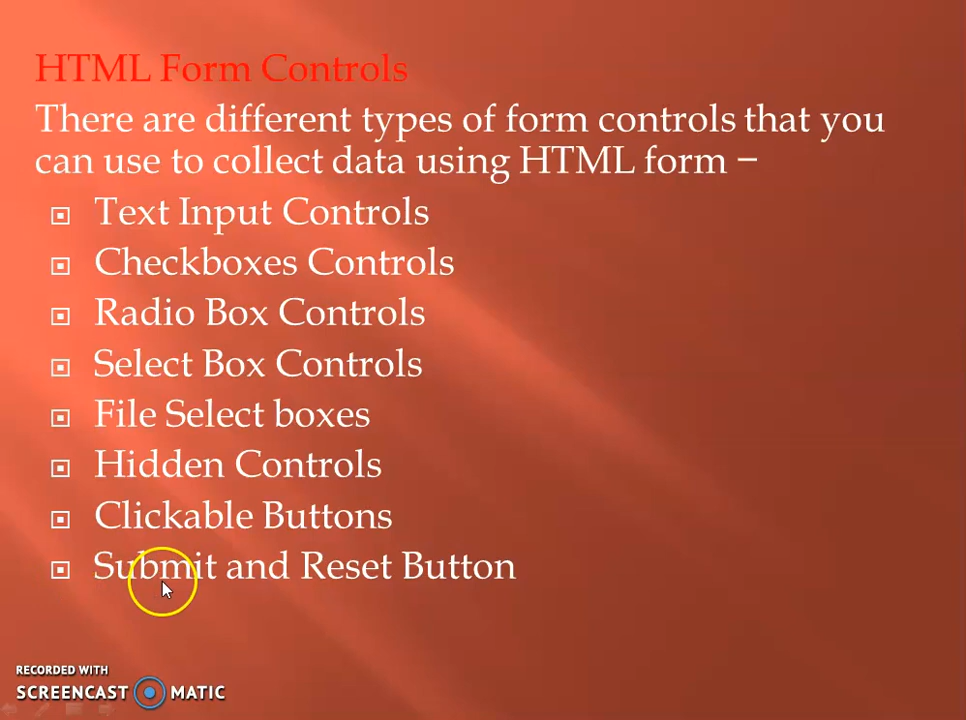 HTML Form Controls
There are different types of form controls that you
can use to collect data using HTML form −
Text Input Controls
Checkboxes Controls
Radio Box Controls
Select Box Controls
File Select boxes
Hidden Controls
Clickable Buttons
Submit and Reset Button
RECORDED WITH
SCREENCAST MATIC